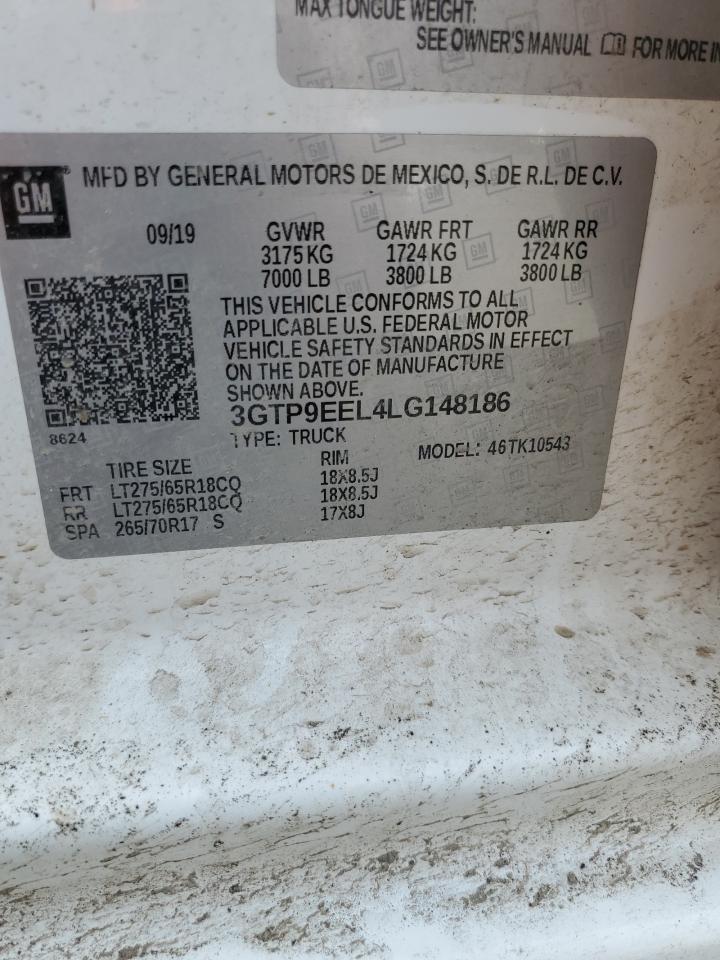 MAX TONGUE WEIGHT:
SEE OWNER'S MANUAL FOR MORE IN
GM
MFD BY GENERAL MOTORS DE MEXICO, S. DE R.L. DE C.V.
09/19 GVWR GAWR FRT GAWR RR
3175 KG 1724 KG 1724 KG
7000 LB 3800 LB 3800 LB
THIS VEHICLE CONFORMS TO ALL
APPLICABLE U.S. FEDERAL MOTOR
VEHICLE SAFETY STANDARDS IN EFFECT
ON THE DATE OF MANUFACTURE
SHOWN ABOVE.
3GTP9EEL4LG148186
8624
TYPE: TRUCK MODEL: 46TK10543
TIRE SIZE RIM
FRT LT275/65R18CQ 18X8.5J
RR LT275/65R18CQ 18X8.5J
SPA 265/70R17 S 17X8J